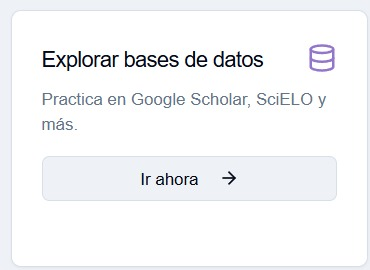 Explorar bases de datos
Practica en Google Scholar, SciELO y
más.
Ir ahora